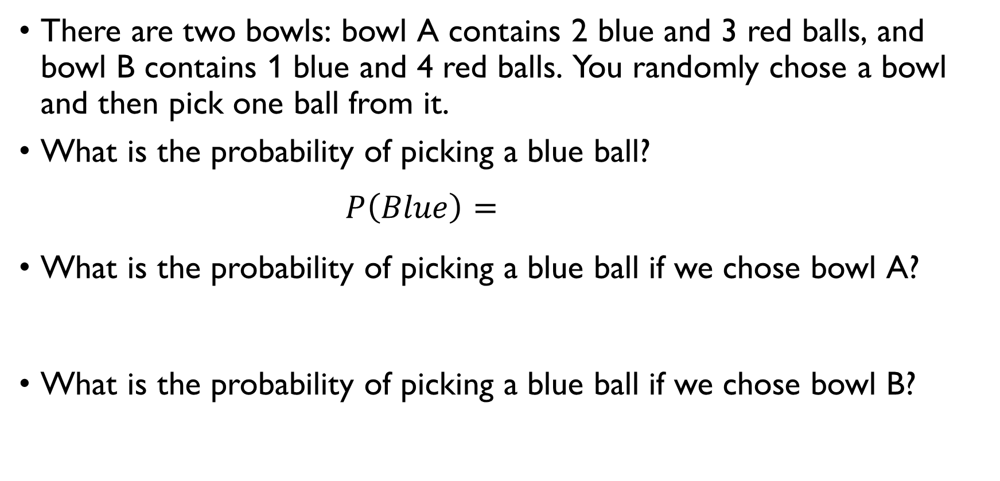 • There are two bowls: bowl A contains 2 blue and 3 red balls, and
bowl B contains 1 blue and 4 red balls. You randomly chose a bowl
and then pick one ball from it.
• What is the probability of picking a blue ball?
P(Blue) =
• What is the probability of picking a blue ball if we chose bowl A?
• What is the probability of picking a blue ball if we chose bowl B?